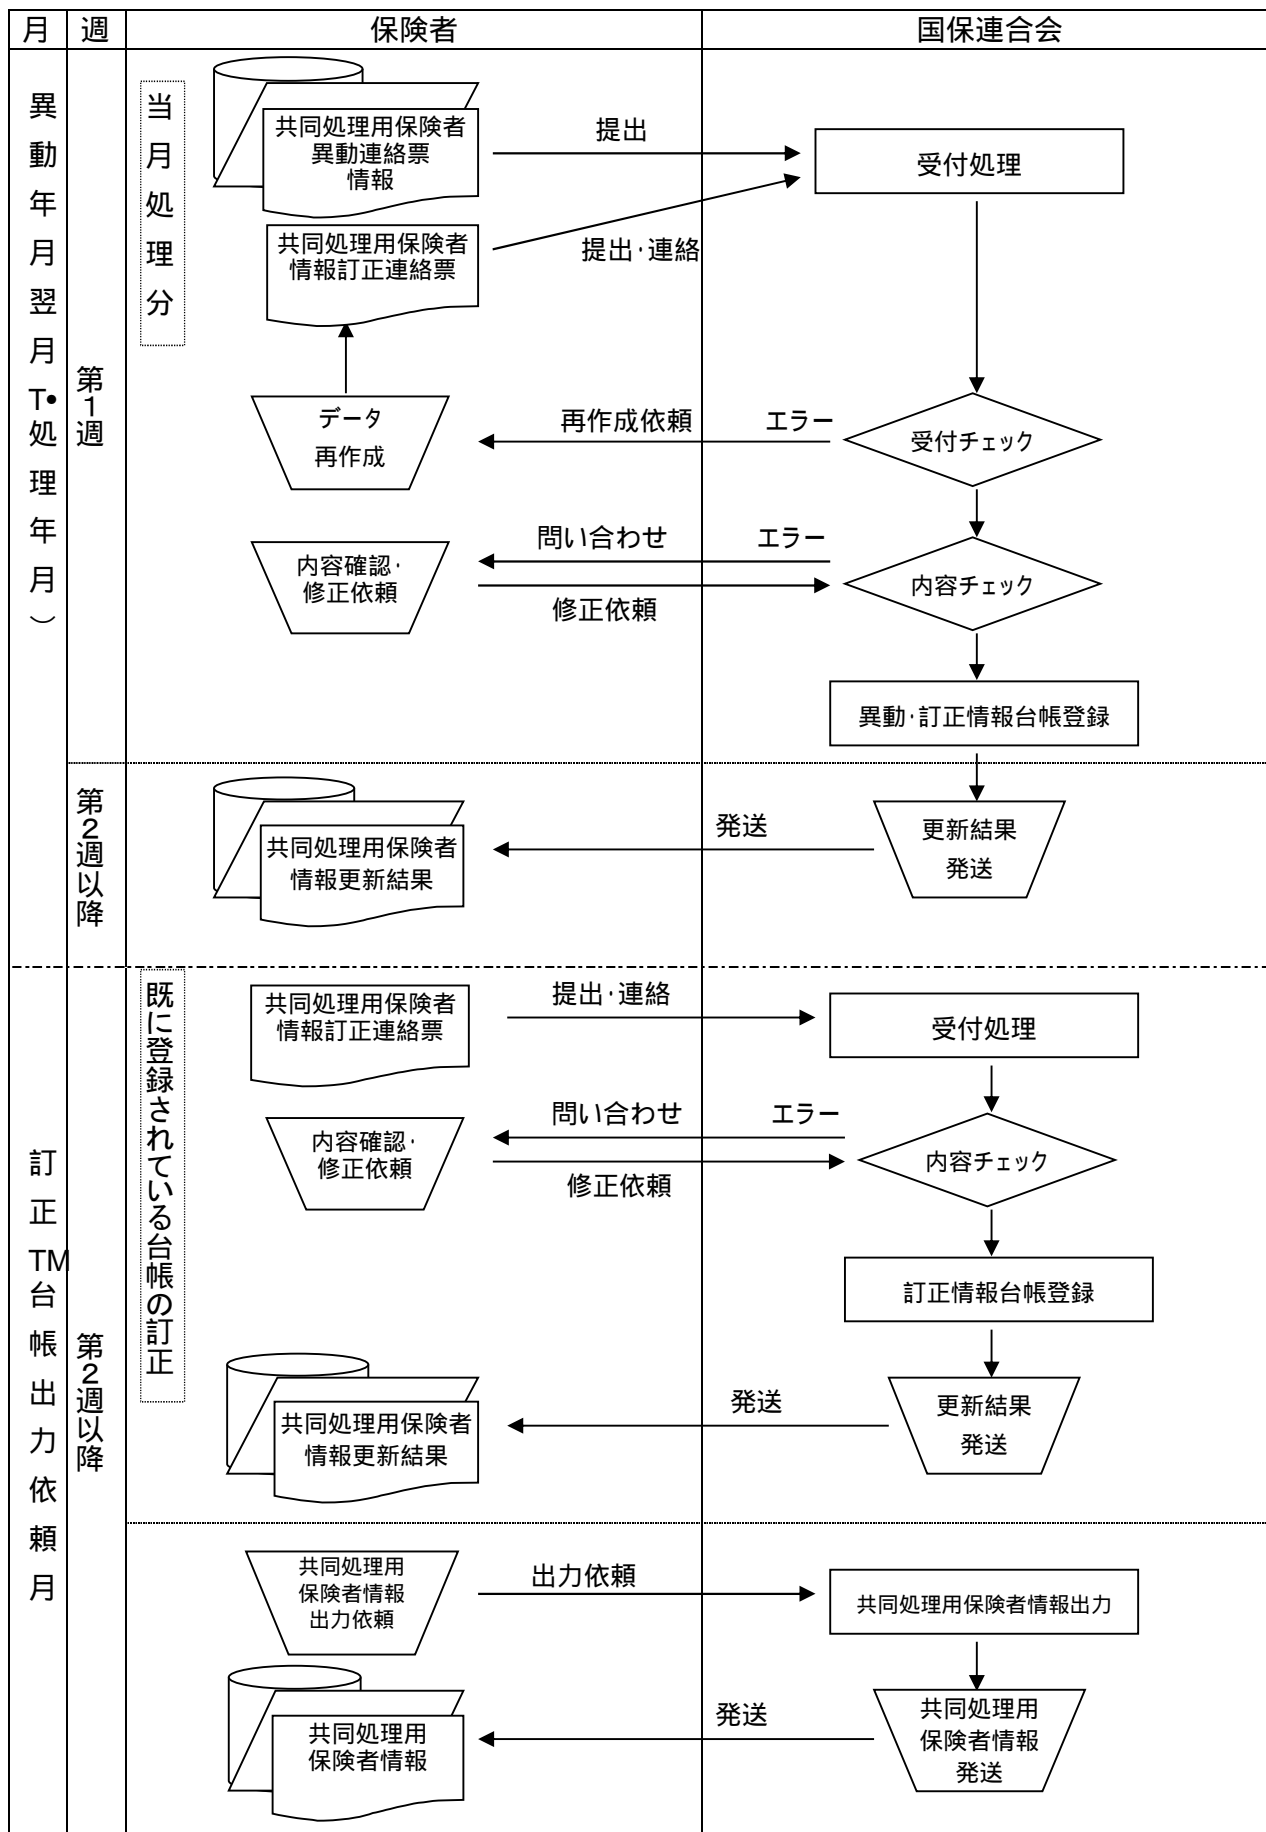 月
週
保険者
国保連合会
異動年月翌月T•処理年月）
第1週
当月処理分
共同処理用保険者
異動連絡票
情報
提出
受付処理
共同処理用保険者
情報訂正連絡票
提出・連絡
データ
再作成
再作成依頼
エラー
受付チェック
内容確認・
修正依頼
問い合わせ
エラー
修正依頼
内容チェック
異動・訂正情報台帳登録
第2週以降
共同処理用保険者
情報更新結果
発送
更新結果
発送
訂正TM台帳出力依頼月
第2週以降
既に登録されている台帳の訂正
共同処理用保険者
情報訂正連絡票
提出・連絡
受付処理
内容確認・
修正依頼
問い合わせ
エラー
修正依頼
内容チェック
訂正情報台帳登録
共同処理用保険者
情報更新結果
発送
更新結果
発送
共同処理用
保険者情報
出力依頼
出力依頼
共同処理用保険者情報出力
共同処理用
保険者情報
発送
共同処理用
保険者情報
発送